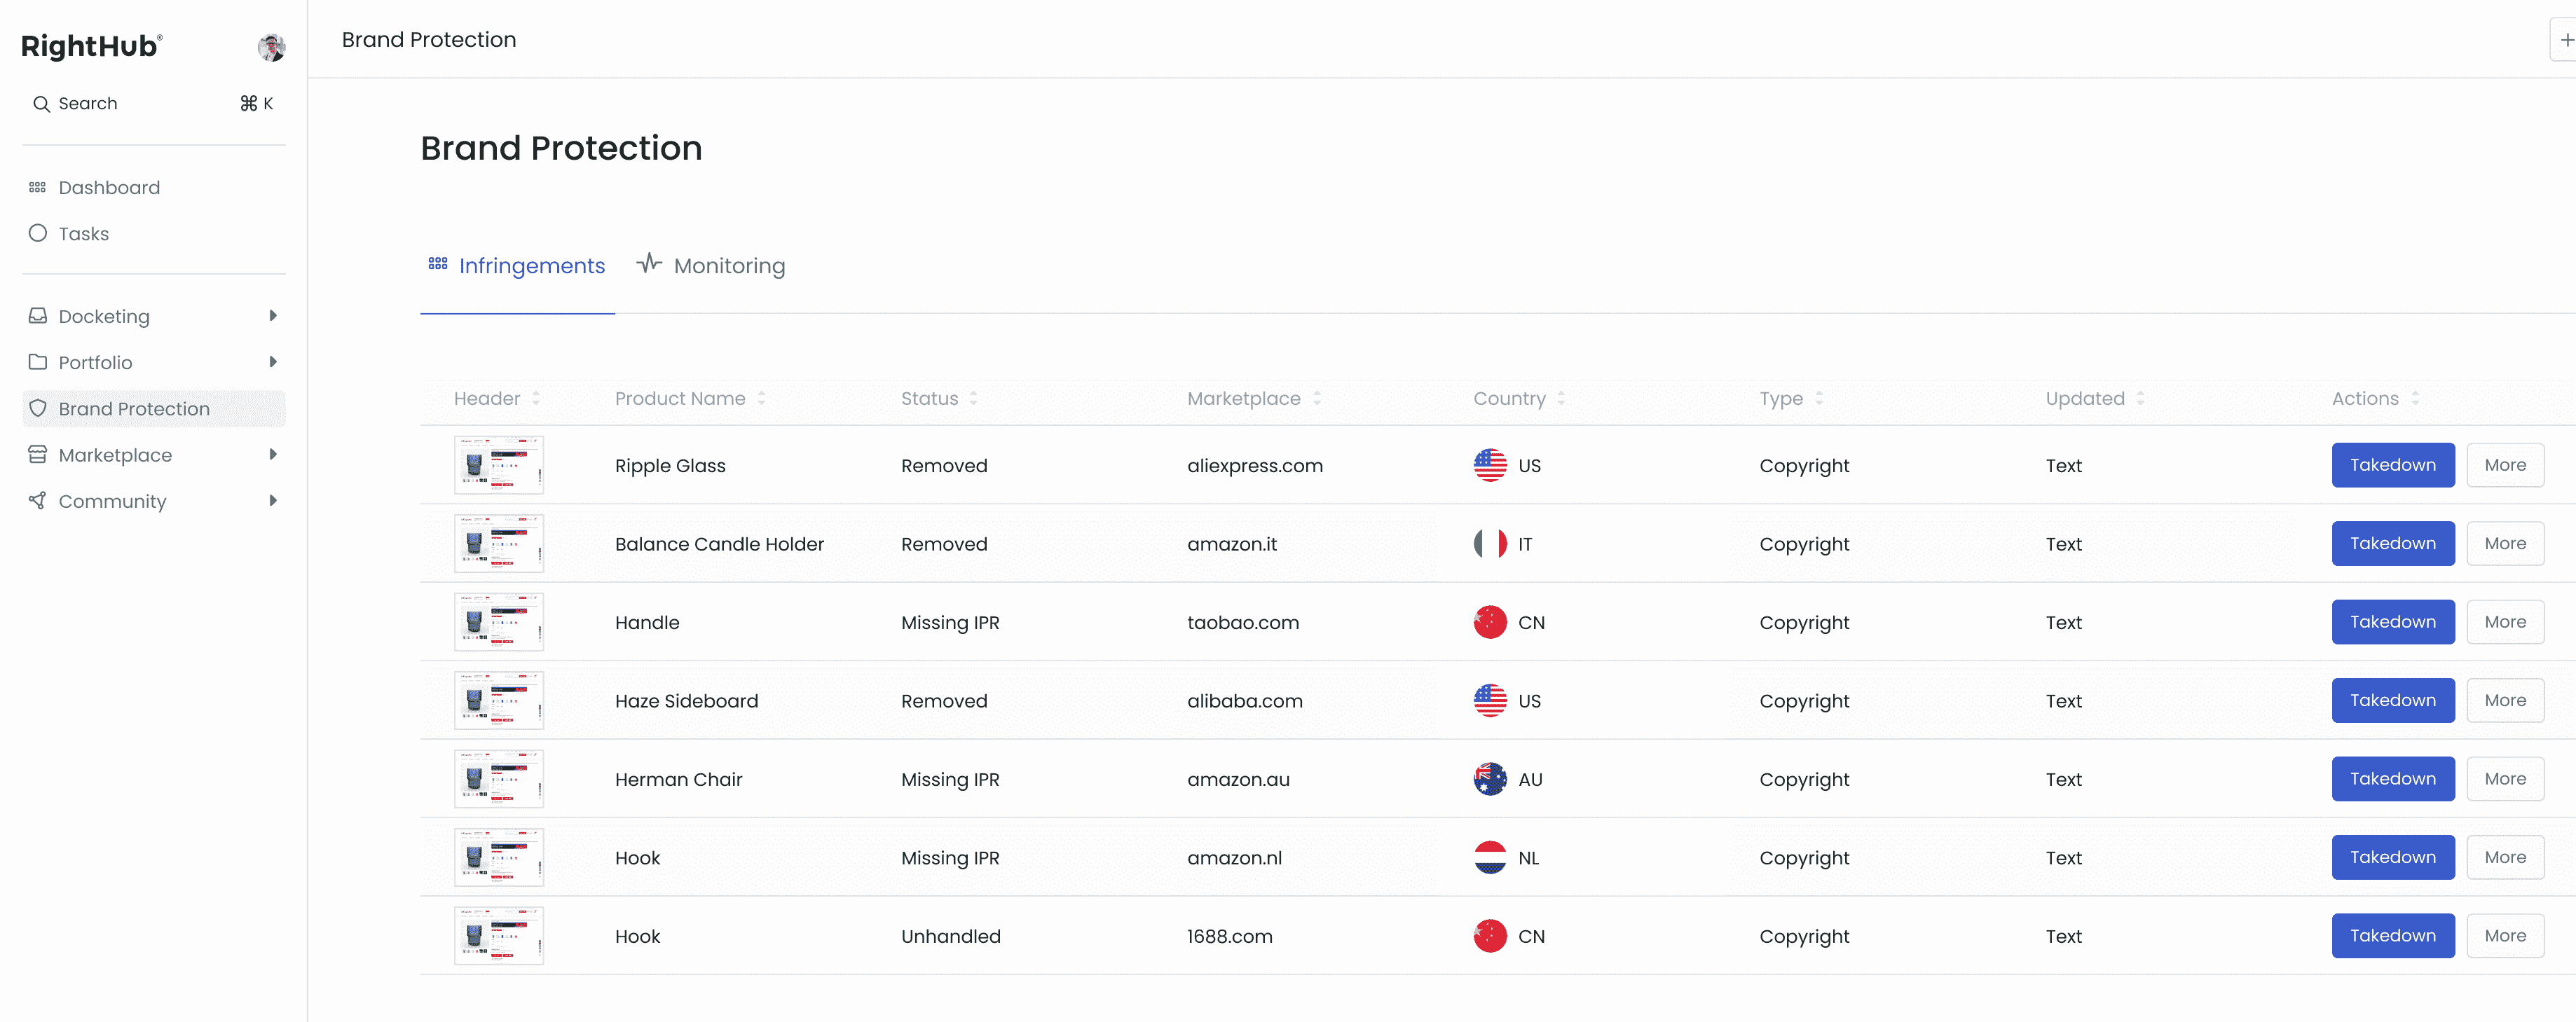 RightHub®
Search ⌘ K
Dashboard
Tasks
Docketing
Portfolio
Brand Protection
Marketplace
Community
Brand Protection
Brand Protection
Infringements Monitoring
Header Product Name Status Marketplace Country Type Updated Actions
Ripple Glass Removed aliexpress.com US Copyright Text Takedown More
Balance Candle Holder Removed amazon.it IT Copyright Text Takedown More
Handle Missing IPR taobao.com CN Copyright Text Takedown More
Haze Sideboard Removed alibaba.com US Copyright Text Takedown More
Herman Chair Missing IPR amazon.au AU Copyright Text Takedown More
Hook Missing IPR amazon.nl NL Copyright Text Takedown More
Hook Unhandled 1688.com CN Copyright Text Takedown More